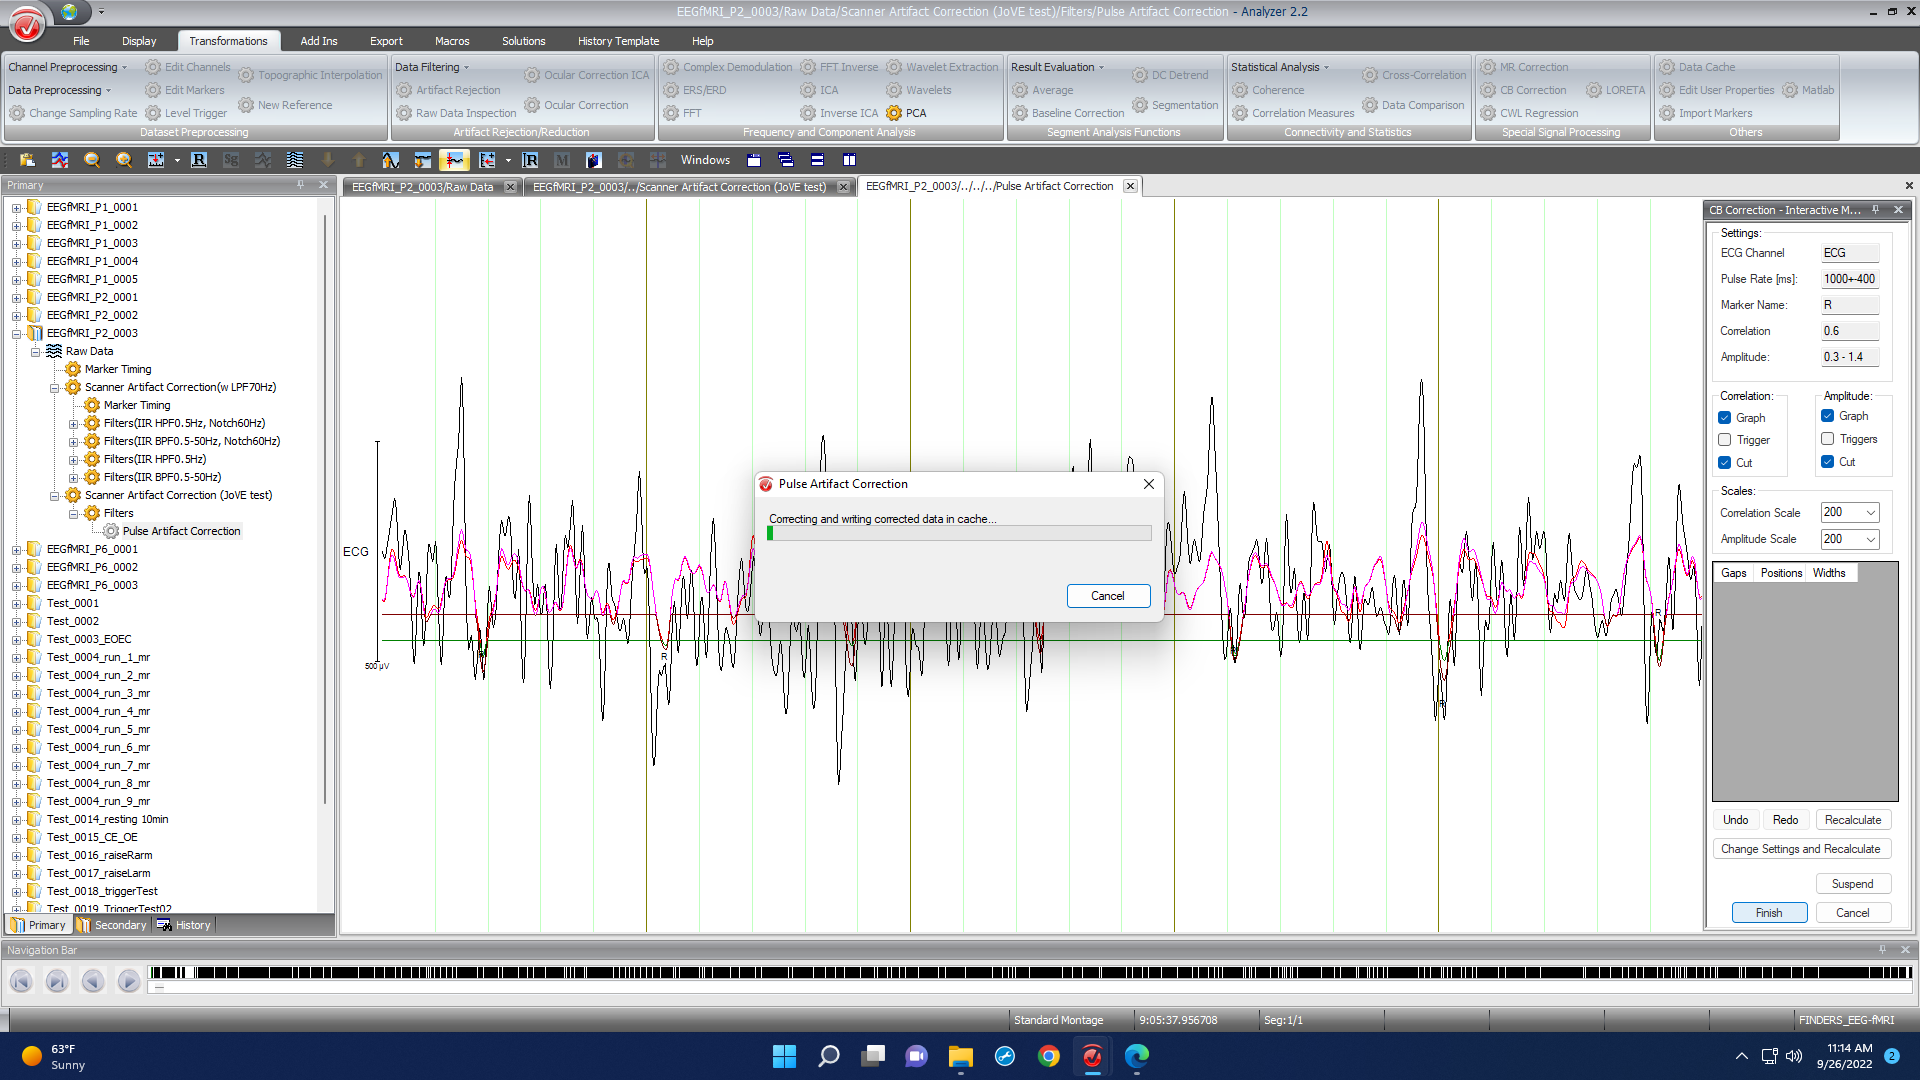 EEGfMRI_P2_0003/Raw Data/Scanner Artifact Correction (JoVE test)/Filters/Pulse Artifact Correction - Analyzer 2.2
File Display Transformations Add Ins Export Macros Solutions History Template Help
Channel Preprocessing Edit Channels Topographic Interpolation
Data Preprocessing Edit Markers New Reference
Change Sampling Rate Level Trigger
Dataset Preprocessing
Data Filtering Ocular Correction ICA
Artifact Rejection Ocular Correction
Raw Data Inspection
Artifact Rejection/Reduction
Complex Demodulation FFT Inverse Wavelet Extraction
ERS/ERD ICA Wavelets
FFT Inverse ICA PCA
Frequency and Component Analysis
Result Evaluation DC Detrend
Average Segmentation
Baseline Correction
Segment Analysis Functions
Statistical Analysis Cross-Correlation
Coherence Data Comparison
Correlation Measures
Connectivity and Statistics
MR Correction
CB Correction LORETA
CWL Regression
Special Signal Processing
Data Cache
Edit User Properties Matlab
Import Markers
Others
R Sg R M Windows
Primary
EEGfMRI_P1_0001
EEGfMRI_P1_0002
EEGfMRI_P1_0003
EEGfMRI_P1_0004
EEGfMRI_P1_0005
EEGfMRI_P2_0001
EEGfMRI_P2_0002
EEGfMRI_P2_0003
Raw Data
Marker Timing
Scanner Artifact Correction(w LPF70Hz)
Marker Timing
Filters(IIR HPF0.5Hz, Notch60Hz)
Filters(IIR BPF0.5-50Hz, Notch60Hz)
Filters(IIR HPF0.5Hz)
Filters(IIR BPF0.5-50Hz)
Scanner Artifact Correction (JoVE test)
Filters
Pulse Artifact Correction
EEGfMRI_P6_0001
EEGfMRI_P6_0002
EEGfMRI_P6_0003
Test_0001
Test_0002
Test_0003_EOEC
Test_0004_run_1_mr
Test_0004_run_2_mr
Test_0004_run_3_mr
Test_0004_run_4_mr
Test_0004_run_5_mr
Test_0004_run_6_mr
Test_0004_run_7_mr
Test_0004_run_8_mr
Test_0004_run_9_mr
Test_0014_resting 10min
Test_0015_CE_OE
Test_0016_raiseRarm
Test_0017_raiseLarm
Test_0018_triggerTest
Test_0019_TriggerTest02
Primary Secondary History
EEGfMRI_P2_0003/Raw Data EEGfMRI_P2_0003/../Scanner Artifact Correction (JoVE test) EEGfMRI_P2_0003/../../../Pulse Artifact Correction
ECG
500 µV
R
R
R
Pulse Artifact Correction
Correcting and writing corrected data in cache...
Cancel
CB Correction - Interactive M...
Settings:
ECG Channel ECG
Pulse Rate [ms]: 1000+-400
Marker Name: R
Correlation 0.6
Amplitude: 0.3 - 1.4
Correlation: Amplitude:
Graph Graph
Trigger Triggers
Cut Cut
Scales:
Correlation Scale 200
Amplitude Scale 200
Gaps Positions Widths
Undo Redo Recalculate
Change Settings and Recalculate
Suspend
Finish Cancel
Navigation Bar
Standard Montage 9:05:37.956708 Seg:1/1 FINDERS_EEG-fMRI
63°F
Sunny
11:14 AM
9/26/2022
2